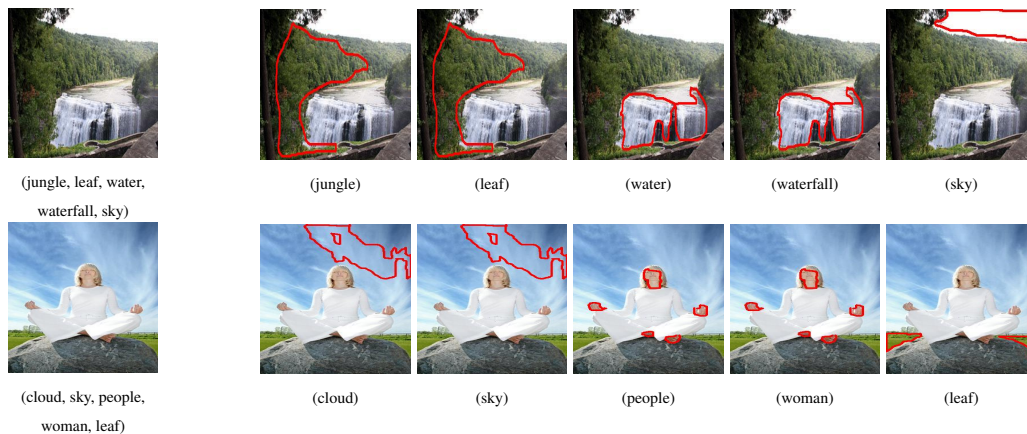 (jungle, leaf, water,
waterfall, sky)
(jungle)
(leaf)
(water)
(waterfall)
(sky)
(cloud, sky, people,
woman, leaf)
(cloud)
(sky)
(people)
(woman)
(leaf)